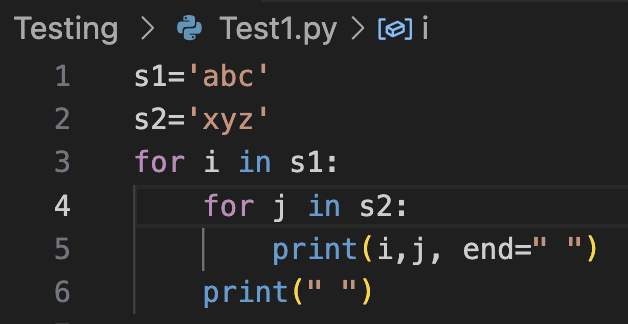 Testing > Test1.py > i
1 s1='abc'
2 s2='xyz'
3 for i in s1:
4     for j in s2:
5         print(i,j, end=" ")
6     print(" ")